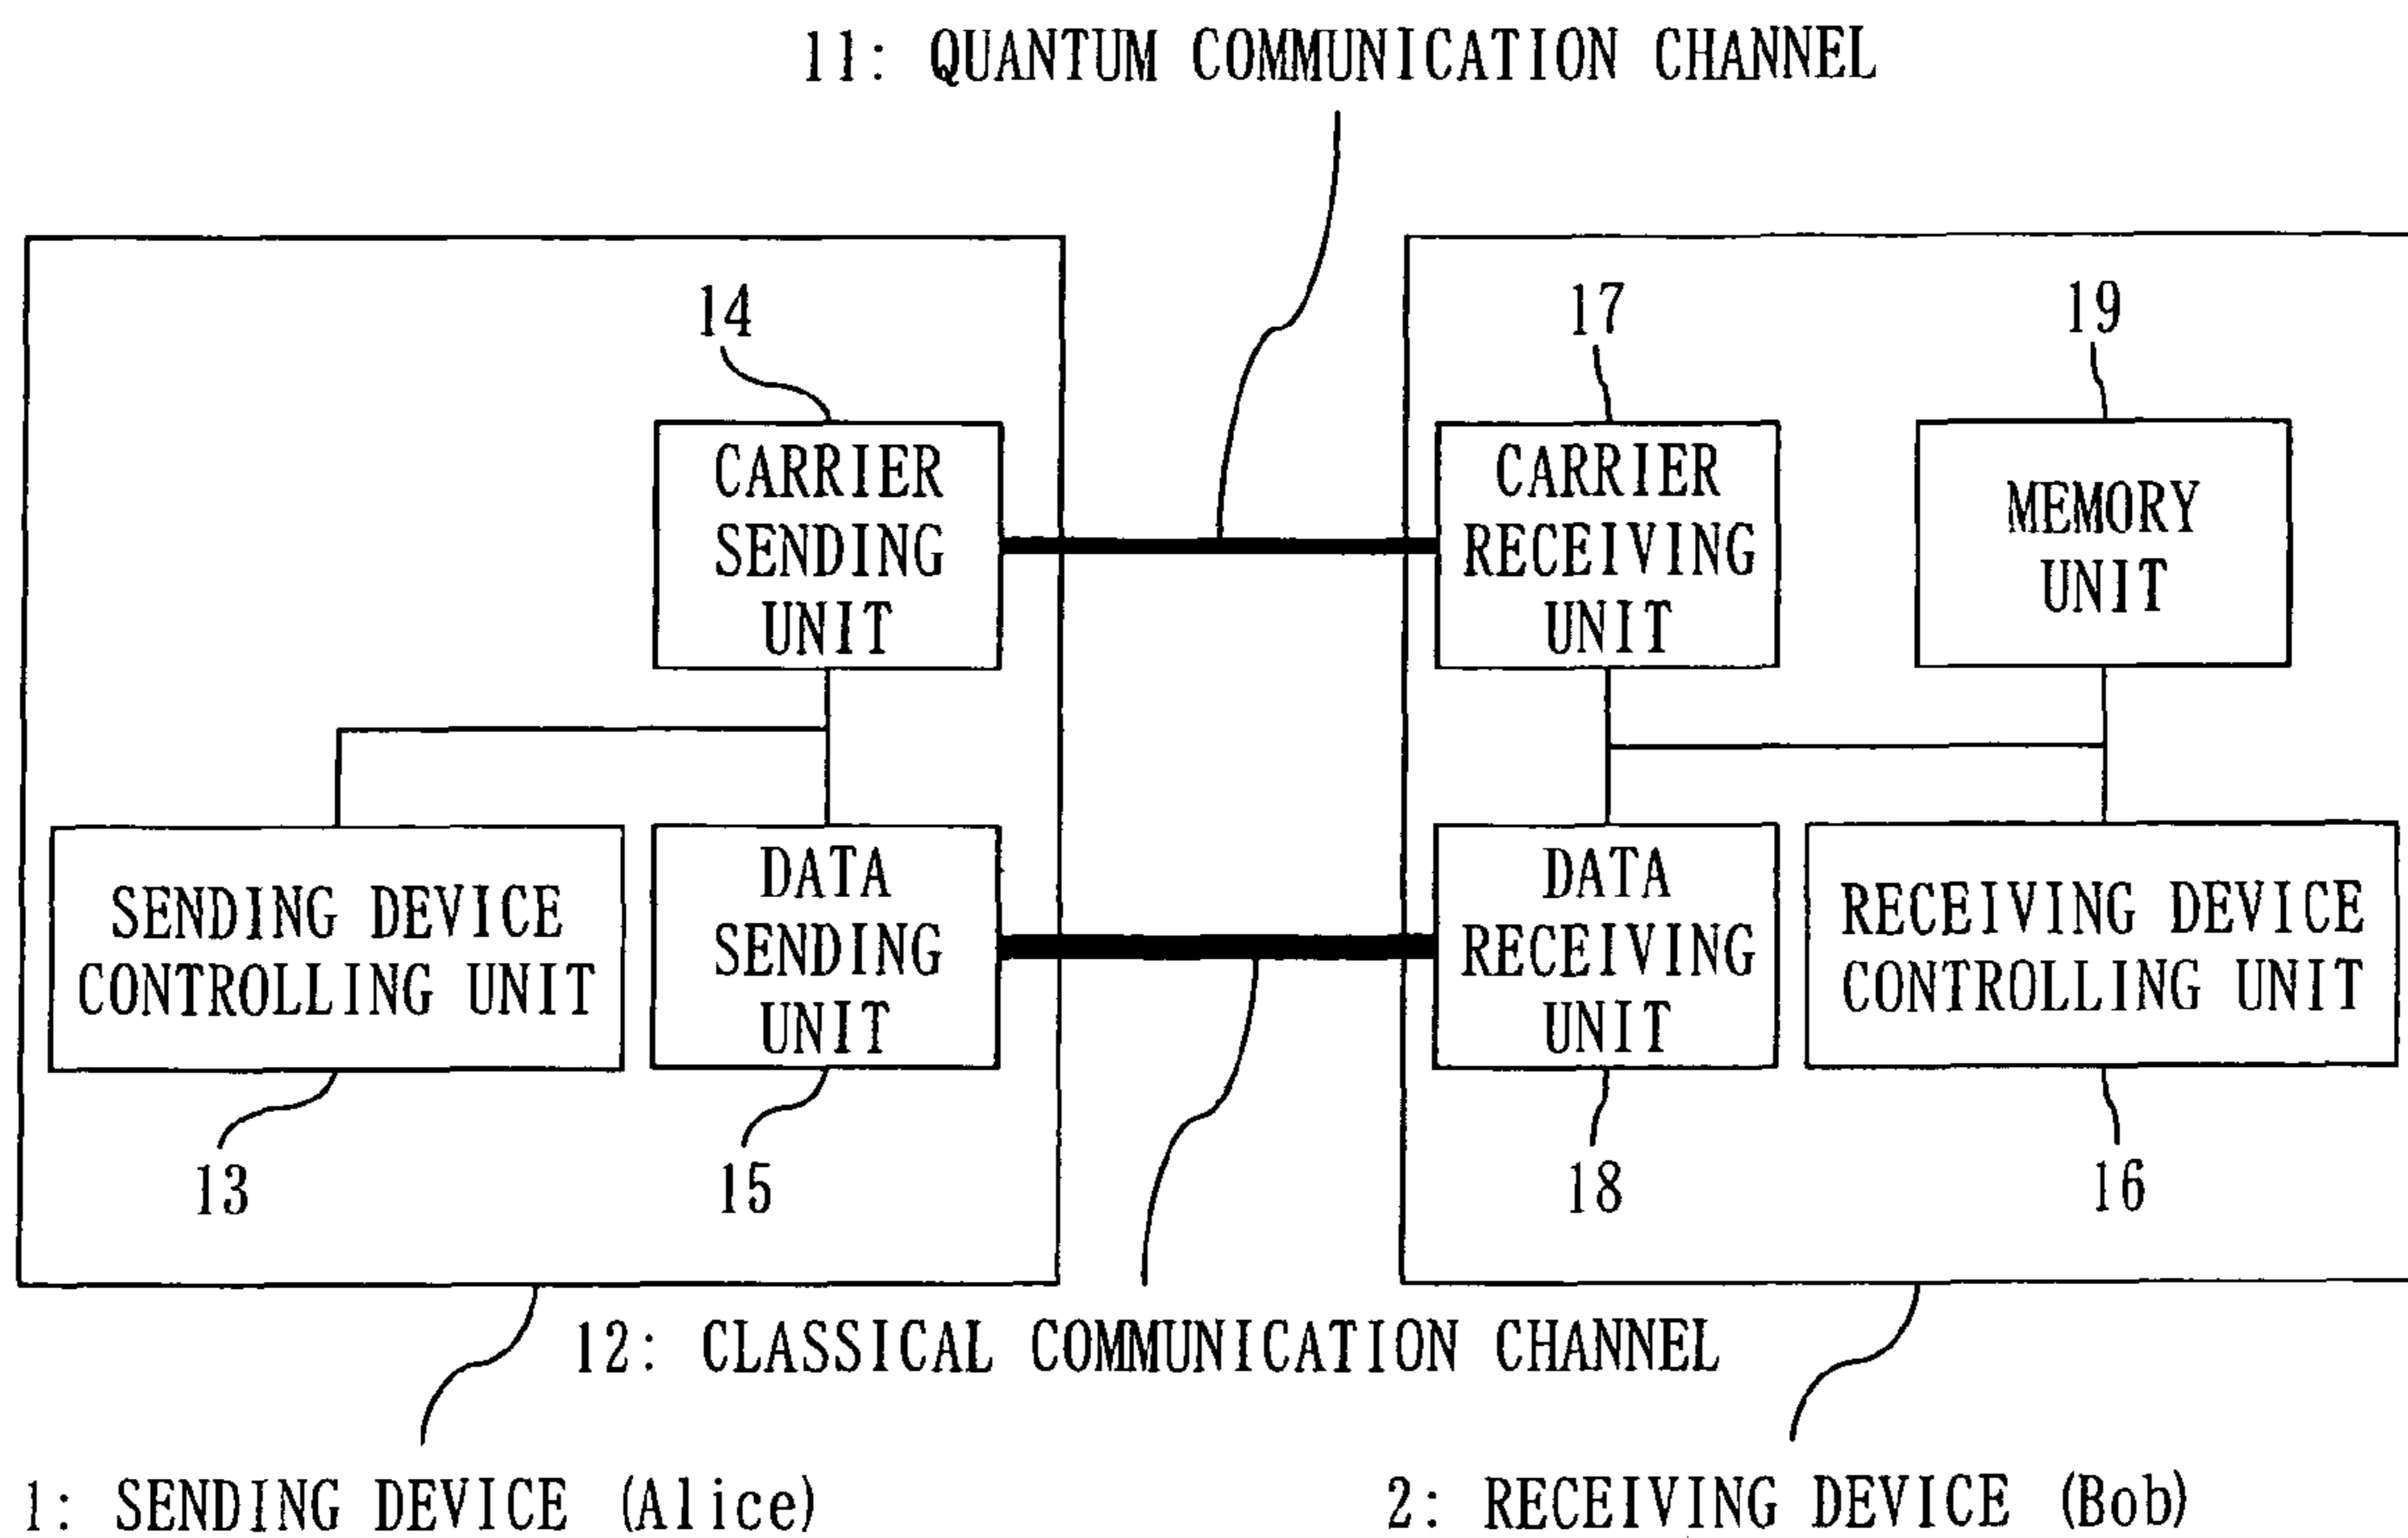 11: QUANTUM COMMUNICATION CHANNEL
14
17
19
CARRIER
SENDING
UNIT
CARRIER
RECEIVING
UNIT
MEMORY
UNIT
SENDING DEVICE
CONTROLLING UNIT
DATA
SENDING
UNIT
DATA
RECEIVING
UNIT
RECEIVING DEVICE
CONTROLLING UNIT
13
15
18
16
12: CLASSICAL COMMUNICATION CHANNEL
1: SENDING DEVICE (Alice)
2: RECEIVING DEVICE (Bob)